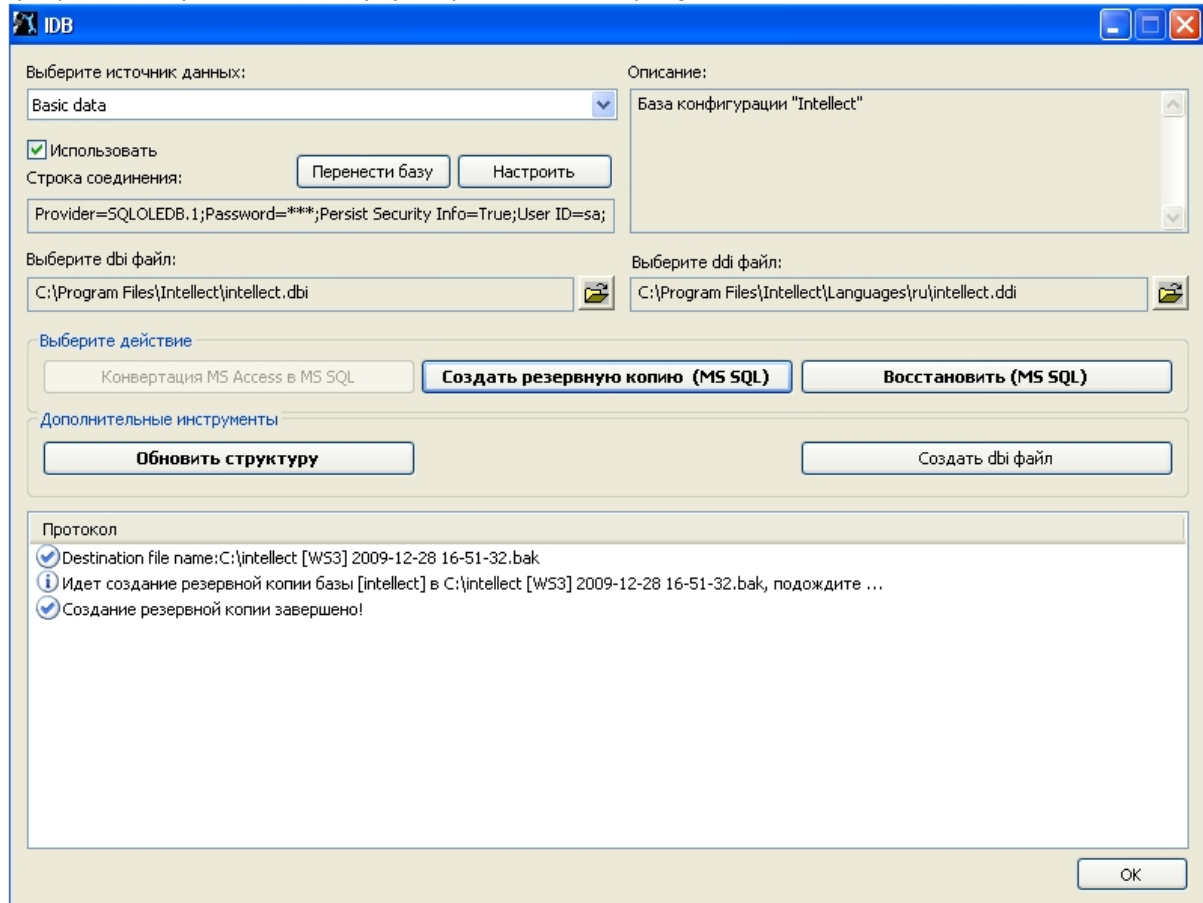 IDB
Выберите источник данных:
Описание:
Basic data
База конфигурации "Intellect"
Использовать
Строка соединения:
Перенести базу
Настроить
Provider=SQLOLEDB.1;Password=***;Persist Security Info=True;User ID=sa;
Выберите dbi файл:
Выберите ddi файл:
C:\Program Files\Intellect\intellect.dbi
C:\Program Files\Intellect\Languages\ru\intellect.ddi
Выберите действие
Конвертация MS Access в MS SQL
Создать резервную копию (MS SQL)
Восстановить (MS SQL)
Дополнительные инструменты
Обновить структуру
Создать dbi файл
Протокол
Destination file name:C:\intellect [WS3] 2009-12-28 16-51-32.bak
Идет создание резервной копии базы [intellect] в C:\intellect [WS3] 2009-12-28 16-51-32.bak, подождите ...
Создание резервной копии завершено!
OK